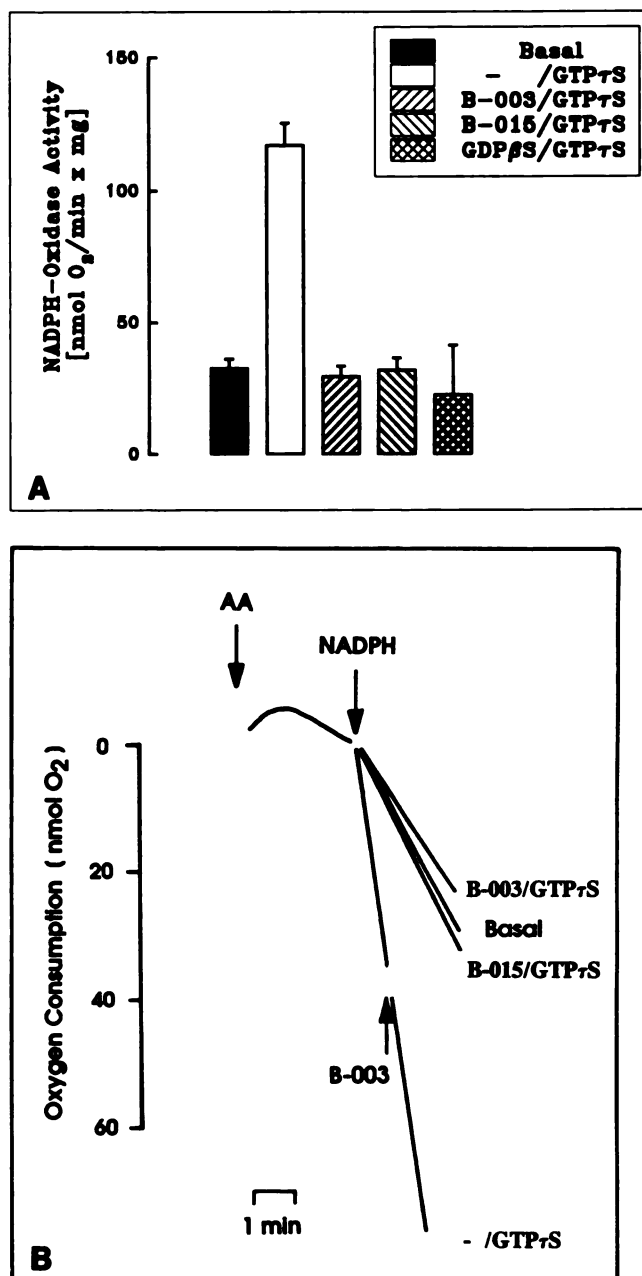 150
100
50
0
NADPH-Oxidase Activity
[nmol O₂/min x mg]
Basal
- /GTPτS
B-003/GTPτS
B-015/GTPτS
GDPβS/GTPτS
A
AA
NADPH
0
20
40
60
Oxygen Consumption (nmol O₂)
B-003/GTPτS
Basal
B-015/GTPτS
B-003
1 min
- /GTPτS
B